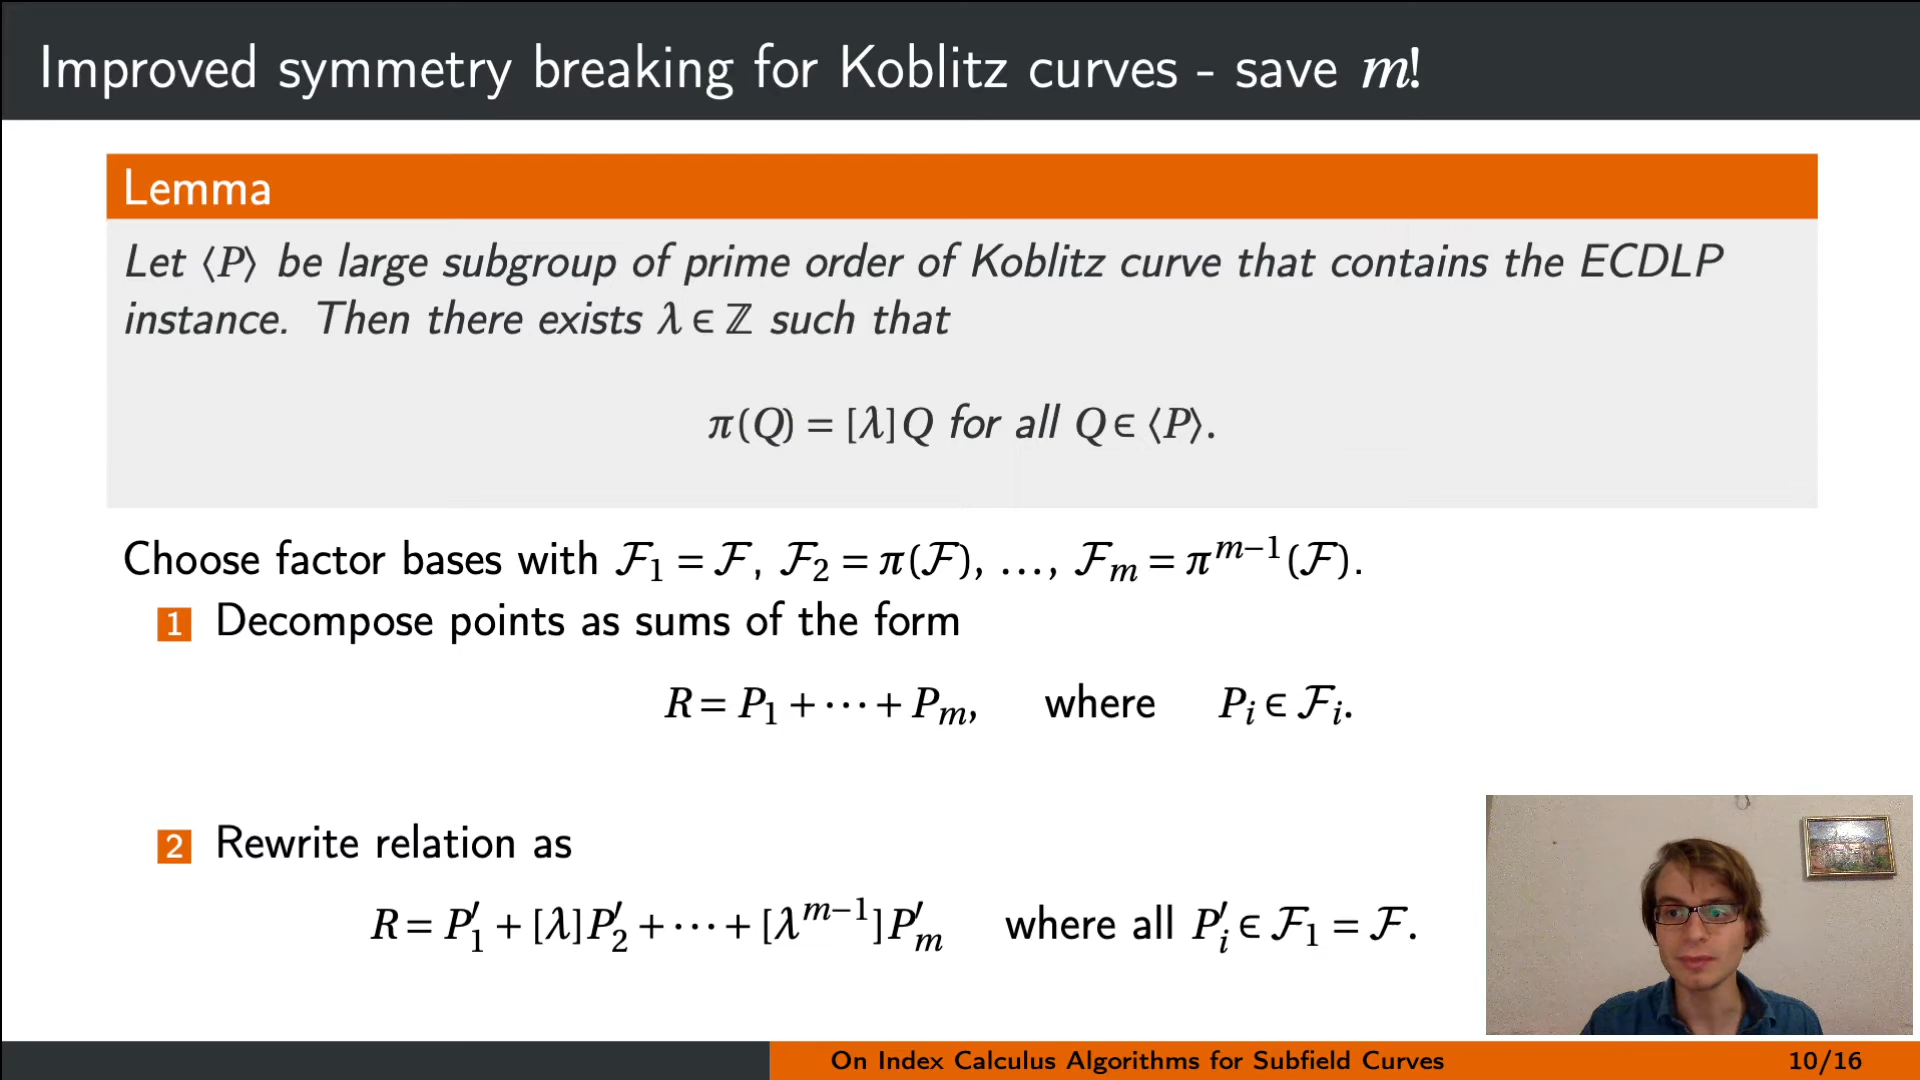 Improved symmetry breaking for Koblitz curves - save m!
Lemma
Let ⟨P⟩ be large subgroup of prime order of Koblitz curve that contains the ECDLP
instance. Then there exists λ ∈ ℤ such that
π(Q) = [λ]Q for all Q ∈ ⟨P⟩.
Choose factor bases with ℱ₁ = ℱ, ℱ₂ = π(ℱ), …, ℱₘ = πᵐ⁻¹(ℱ).
1 Decompose points as sums of the form
R = P₁ + ⋯ + Pₘ, where Pᵢ ∈ ℱᵢ.
2 Rewrite relation as
R = P′₁ + [λ]P′₂ + ⋯ + [λᵐ⁻¹]P′ₘ where all P′ᵢ ∈ ℱ₁ = ℱ.
On Index Calculus Algorithms for Subfield Curves 10/16